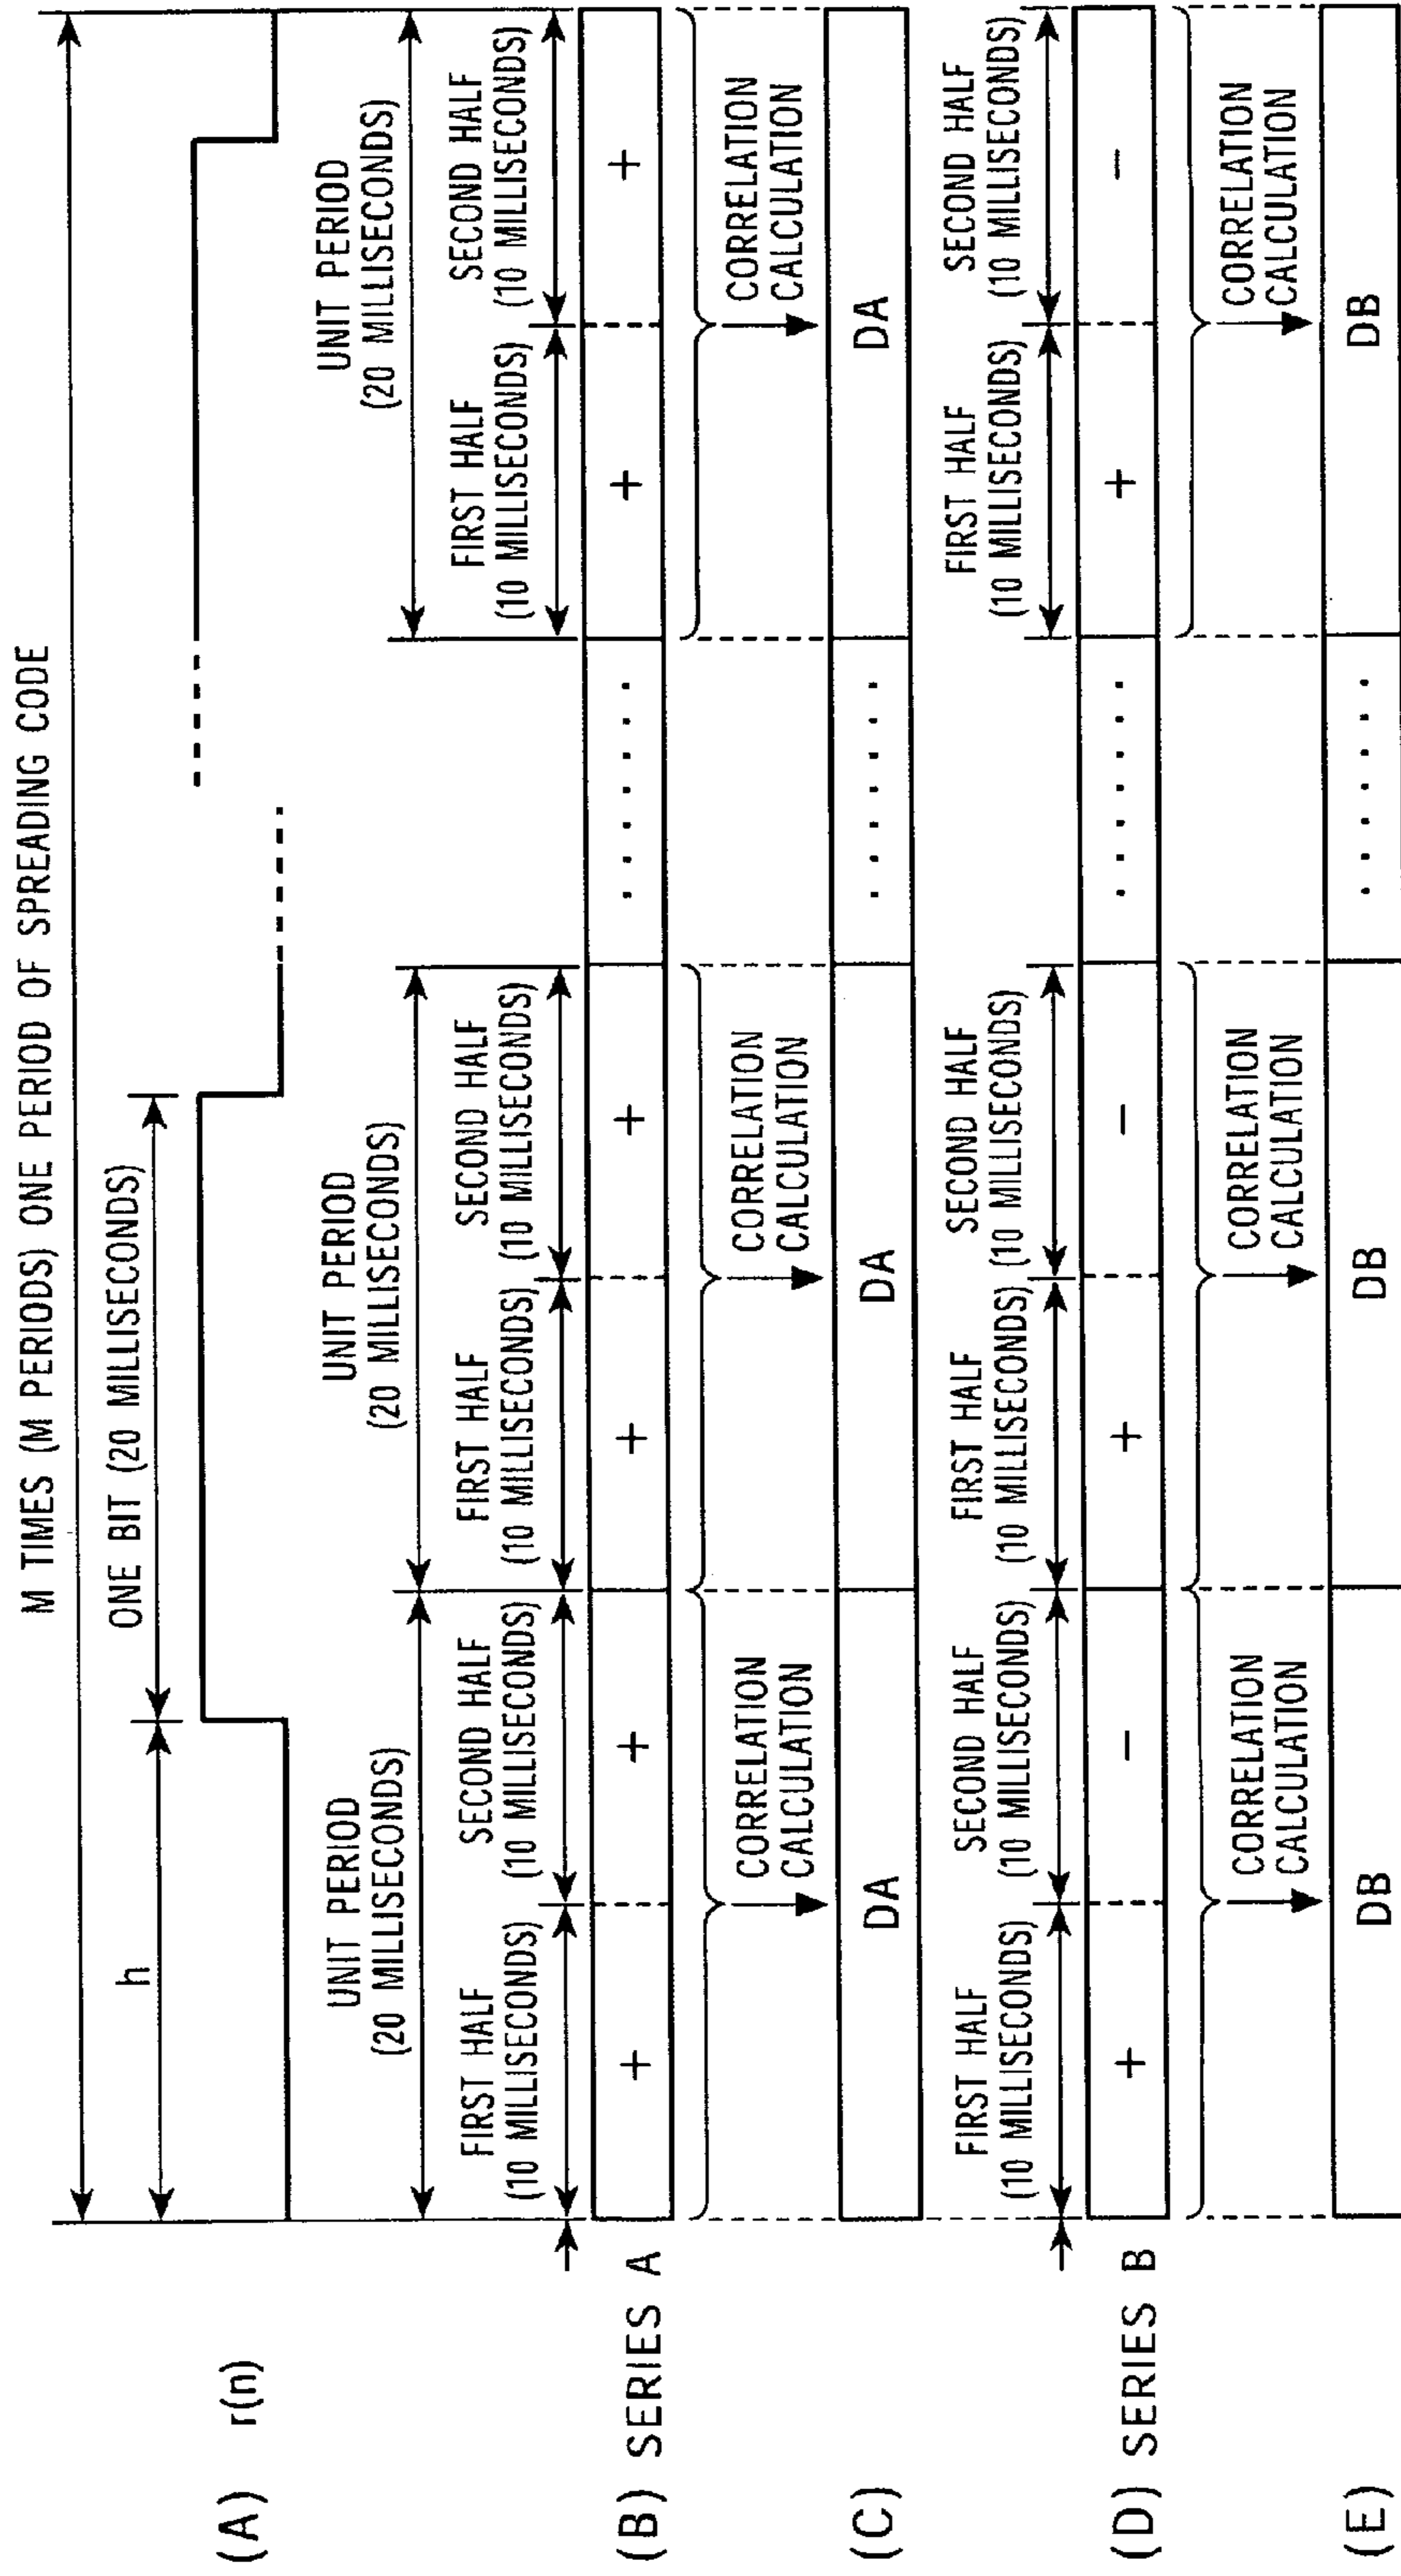 M TIMES (M PERIODS) ONE PERIOD OF SPREADING CODE
h
ONE BIT (20 MILLISECONDS)
(A) r(n)
UNIT PERIOD
(20 MILLISECONDS)
UNIT PERIOD
(20 MILLISECONDS)
UNIT PERIOD
(20 MILLISECONDS)
FIRST HALF
(10 MILLISECONDS)
SECOND HALF
(10 MILLISECONDS)
FIRST HALF
(10 MILLISECONDS)
SECOND HALF
(10 MILLISECONDS)
FIRST HALF
(10 MILLISECONDS)
SECOND HALF
(10 MILLISECONDS)
(B) SERIES A + + + + · · · · · · · + +
CORRELATION
CALCULATION
CORRELATION
CALCULATION
CORRELATION
CALCULATION
(C) DA DA · · · · · · · DA
FIRST HALF
(10 MILLISECONDS)
SECOND HALF
(10 MILLISECONDS)
FIRST HALF
(10 MILLISECONDS)
SECOND HALF
(10 MILLISECONDS)
FIRST HALF
(10 MILLISECONDS)
SECOND HALF
(10 MILLISECONDS)
(D) SERIES B + − + − · · · · · · · + −
CORRELATION
CALCULATION
CORRELATION
CALCULATION
CORRELATION
CALCULATION
(E) DB DB · · · · · · · DB